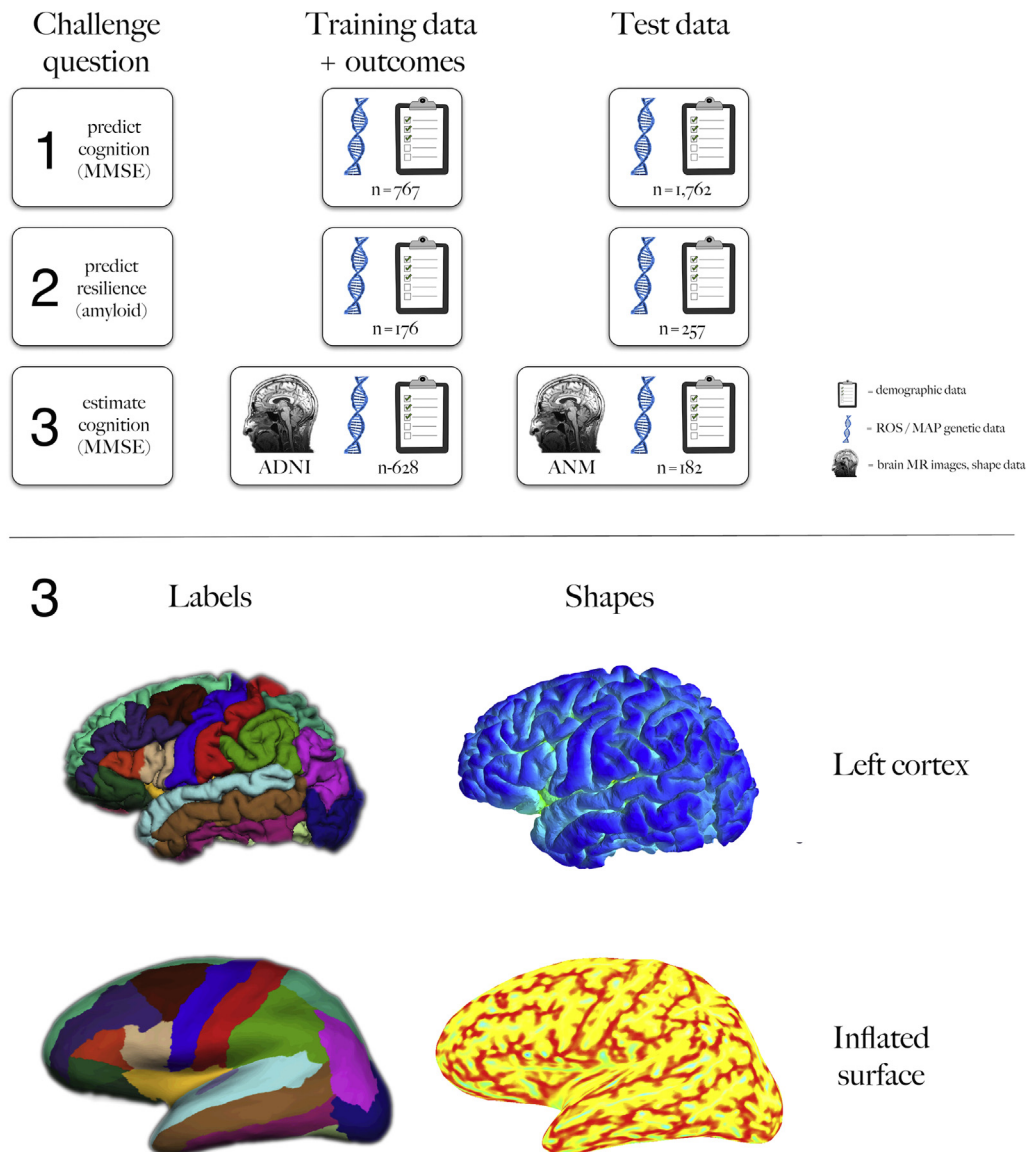 Challenge
question
Training data
+ outcomes
Test data
1
predict
cognition
(MMSE)
n=767
n=1,762
2
predict
resilience
(amyloid)
n=176
n=257
3
estimate
cognition
(MMSE)
ADNI
n-628
ANM
n=182
= demographic data
= ROS / MAP genetic data
= brain MR images, shape data
3
Labels
Shapes
Left cortex
Inflated
surface